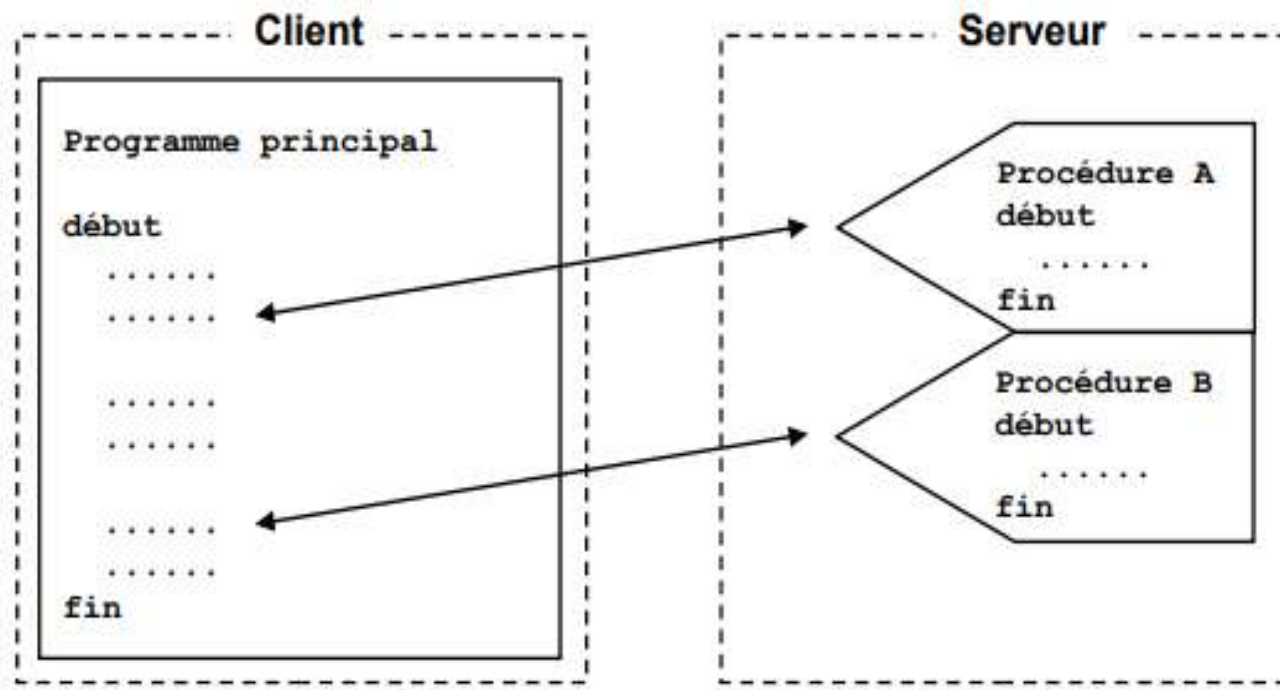 Client
Programme principal
début
......
......
......
......
......
......
fin
Serveur
Procédure A
début
......
fin
Procédure B
début
......
fin